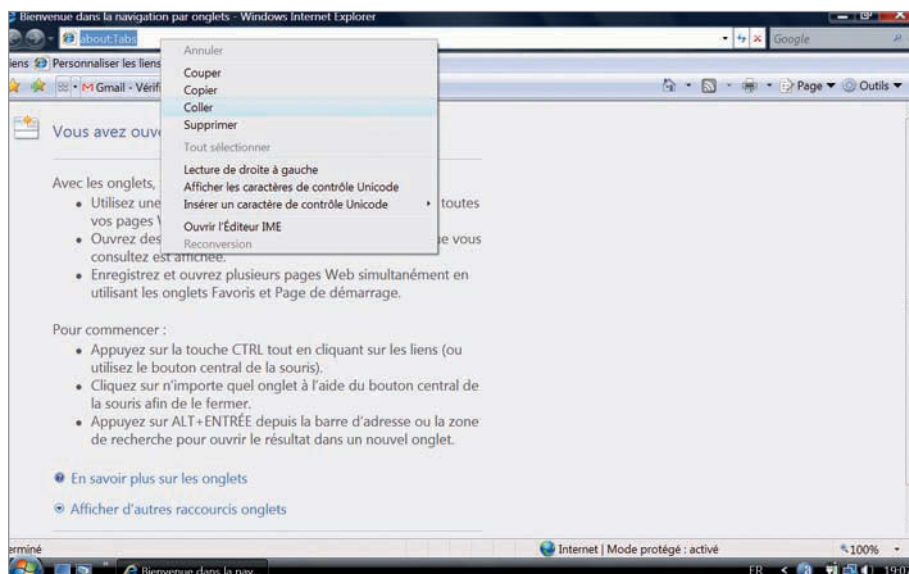 Bienvenue dans la navigation par onglets - Windows Internet Explorer
about:Tabs
Google
iens Personnaliser les liens
Gmail - Vérifi
Page Outils
Annuler
Couper
Copier
Coller
Supprimer
Tout sélectionner
Lecture de droite à gauche
Afficher les caractères de contrôle Unicode
Insérer un caractère de contrôle Unicode
Ouvrir l'Éditeur IME
Reconversion
Vous avez ouv
Avec les onglets,
• Utilisez une toutes
vos pages
• Ouvrez des e vous
consultez est affichée.
• Enregistrez et ouvrez plusieurs pages Web simultanément en
utilisant les onglets Favoris et Page de démarrage.
Pour commencer :
• Appuyez sur la touche CTRL tout en cliquant sur les liens (ou
utilisez le bouton central de la souris).
• Cliquez sur n'importe quel onglet à l'aide du bouton central de
la souris afin de le fermer.
• Appuyez sur ALT+ENTRÉE depuis la barre d'adresse ou la zone
de recherche pour ouvrir le résultat dans un nouvel onglet.
En savoir plus sur les onglets
Afficher d'autres raccourcis onglets
erminé Internet | Mode protégé : activé 100%
Bienvenue dans la nav... FR 19:07